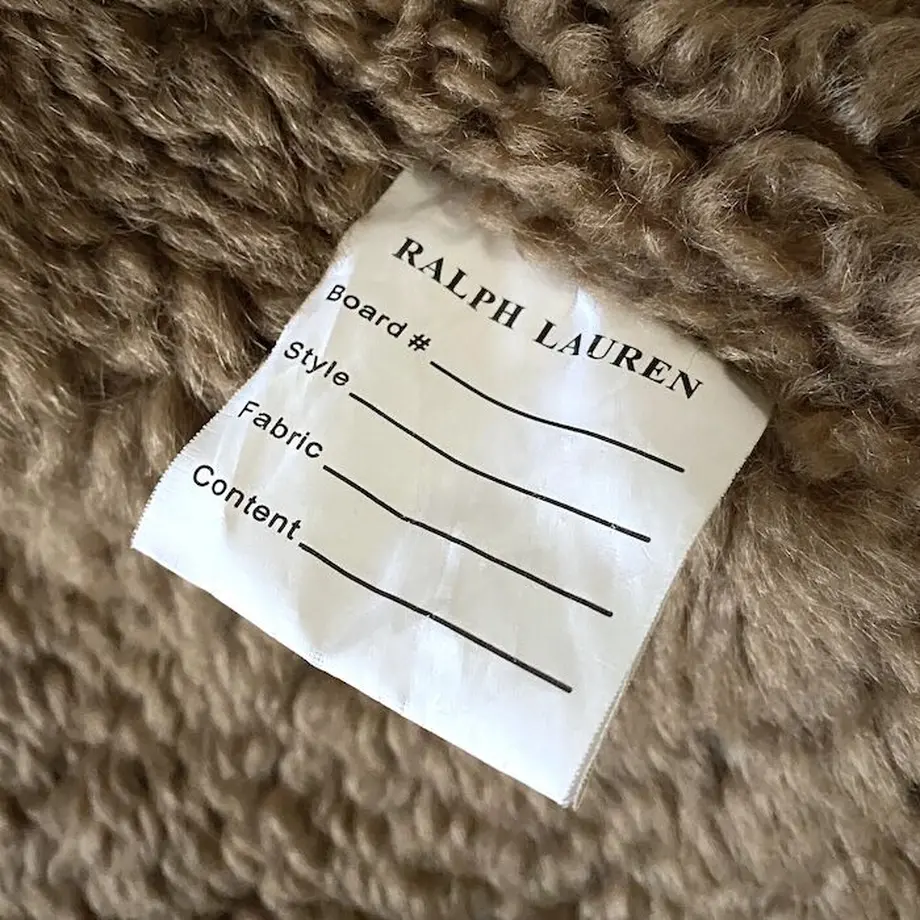 RALPH LAUREN
Board #
Style
Fabric
Content